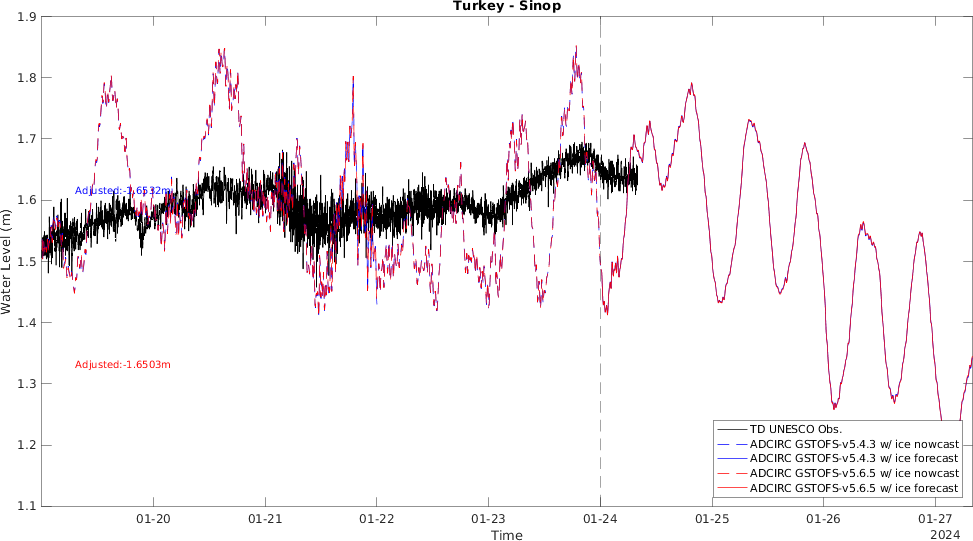 Turkey - Sinop
1.9
1.8
1.7
1.6
1.5
1.4
1.3
1.2
1.1
Water Level (m)
Adjusted:-1.6532m
Adjusted:-1.6503m
TD UNESCO Obs.
ADCIRC GSTOFS-v5.4.3 w/ ice nowcast
ADCIRC GSTOFS-v5.4.3 w/ ice forecast
ADCIRC GSTOFS-v5.6.5 w/ ice nowcast
ADCIRC GSTOFS-v5.6.5 w/ ice forecast
01-20 01-21 01-22 01-23 01-24 01-25 01-26 01-27
Time
2024